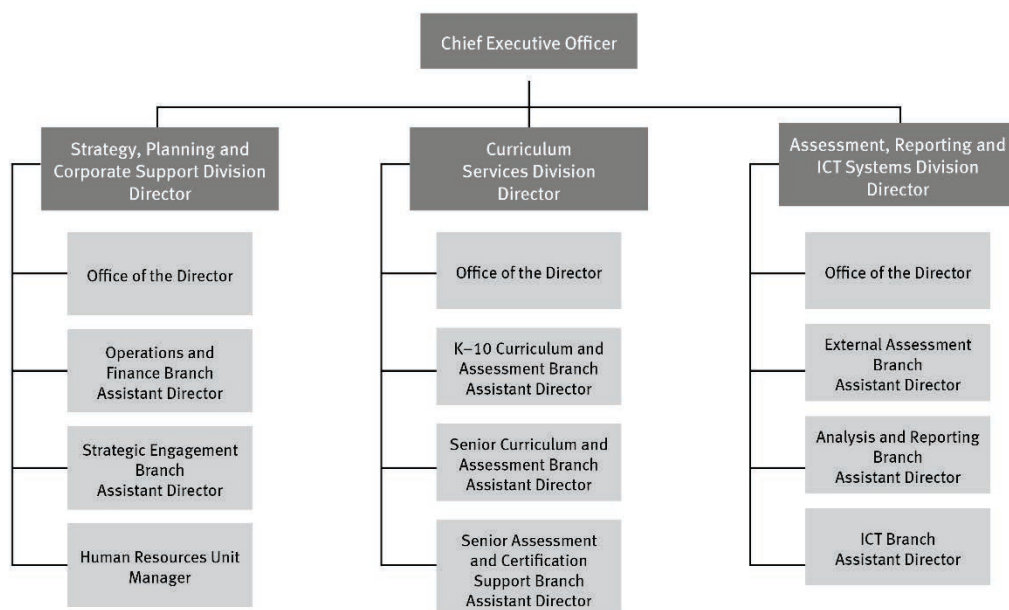 Chief Executive Officer
Strategy, Planning and
Corporate Support Division
Director
Office of the Director
Operations and
Finance Branch
Assistant Director
Strategic Engagement
Branch
Assistant Director
Human Resources Unit
Manager
Curriculum
Services Division
Director
Office of the Director
K–10 Curriculum and
Assessment Branch
Assistant Director
Senior Curriculum and
Assessment Branch
Assistant Director
Senior Assessment
and Certification
Support Branch
Assistant Director
Assessment, Reporting and
ICT Systems Division
Director
Office of the Director
External Assessment
Branch
Assistant Director
Analysis and Reporting
Branch
Assistant Director
ICT Branch
Assistant Director